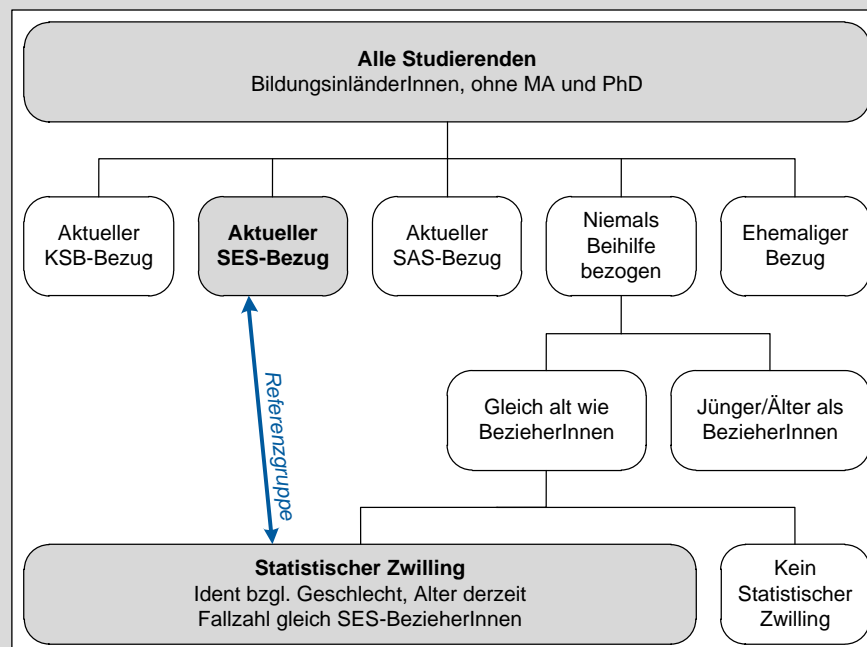 Alle Studierenden
BildungsinländerInnen, ohne MA und PhD
Aktueller
KSB-Bezug
Aktueller
SES-Bezug
Aktueller
SAS-Bezug
Niemals
Beihilfe
bezogen
Ehemaliger
Bezug
Referenzgruppe
Gleich alt wie
BezieherInnen
Jünger/Älter als
BezieherInnen
Statistischer Zwilling
Ident bzgl. Geschlecht, Alter derzeit
Fallzahl gleich SES-BezieherInnen
Kein
Statistischer
Zwilling